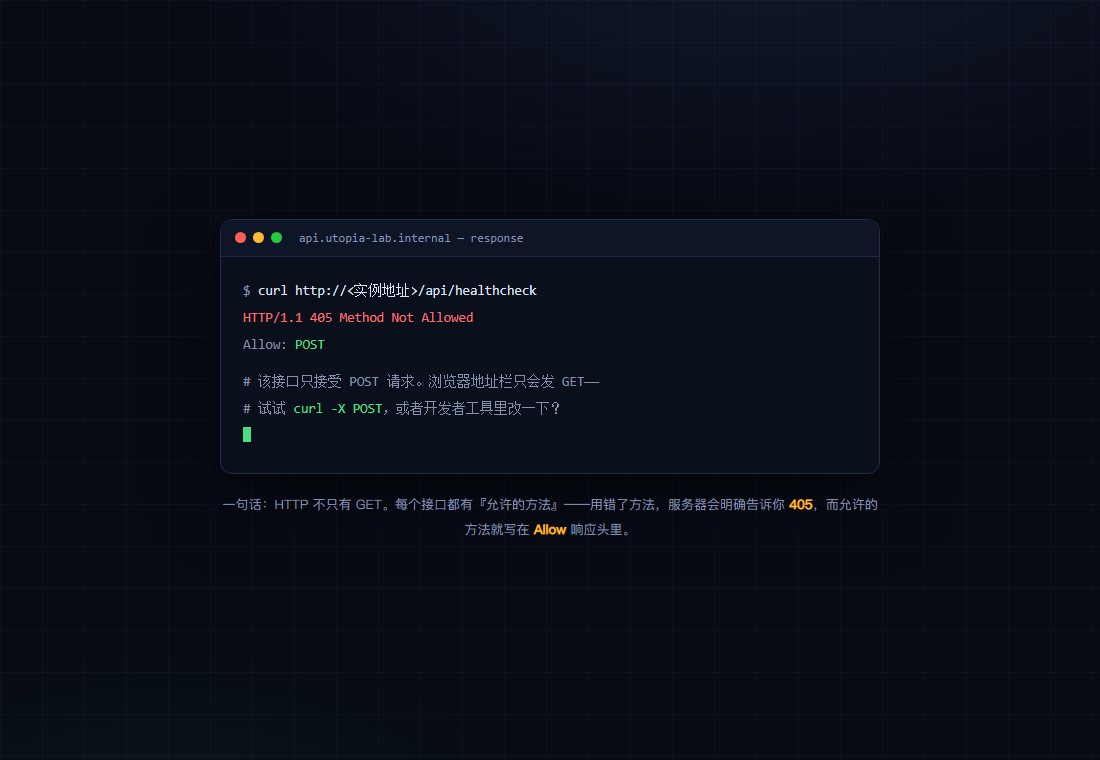 api.utopia-lab.internal — response
$ curl http://<实例地址>/api/healthcheck
HTTP/1.1 405 Method Not Allowed
Allow: POST
# 该接口只接受 POST 请求。浏览器地址栏只会发 GET——
# 试试 curl -X POST，或者开发者工具里改一下？
一句话：HTTP 不只有 GET。每个接口都有『允许的方法』——用错了方法，服务器会明确告诉你 405，而允许的
方法就写在 Allow 响应头里。